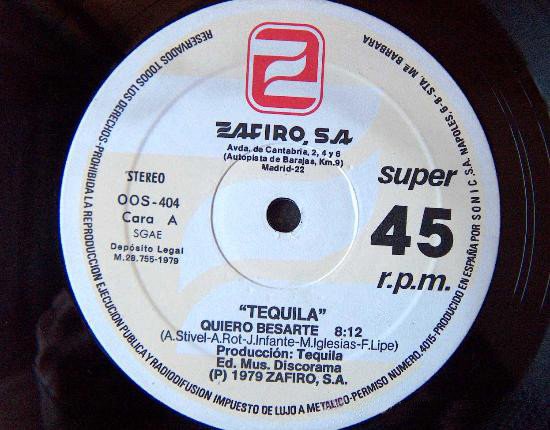 RESERVADOS TODOS LOS DERECHOS-PROHIBIDA LA REPRODUCCION EJECUCION PUBLICA Y RADIODIFUSION IMPUESTO DE LUJO A METALICO-PERMISO NUMERO.4015-PRODUCIDO EN ESPAÑA POR SONIC S.A. NAPOLES,6-8-STA. Mª BARBARA
ZAFIRO, S.A
Avda. de Cantabria, 2, 4 y 6
(Autopista de Barajas, Km.9)
Madrid-22
STEREO
OOS-404
Cara A
SGAE
Depósito Legal
M.28.755-1979
super
45
r.p.m.
"TEQUILA"
QUIERO BESARTE 8:12
(A.Stivel-A.Rot-J.Infante-M.Iglesias-F.Lipe)
Producción: Tequila
Ed. Mus. Discorama
(P) 1979 ZAFIRO, S.A.